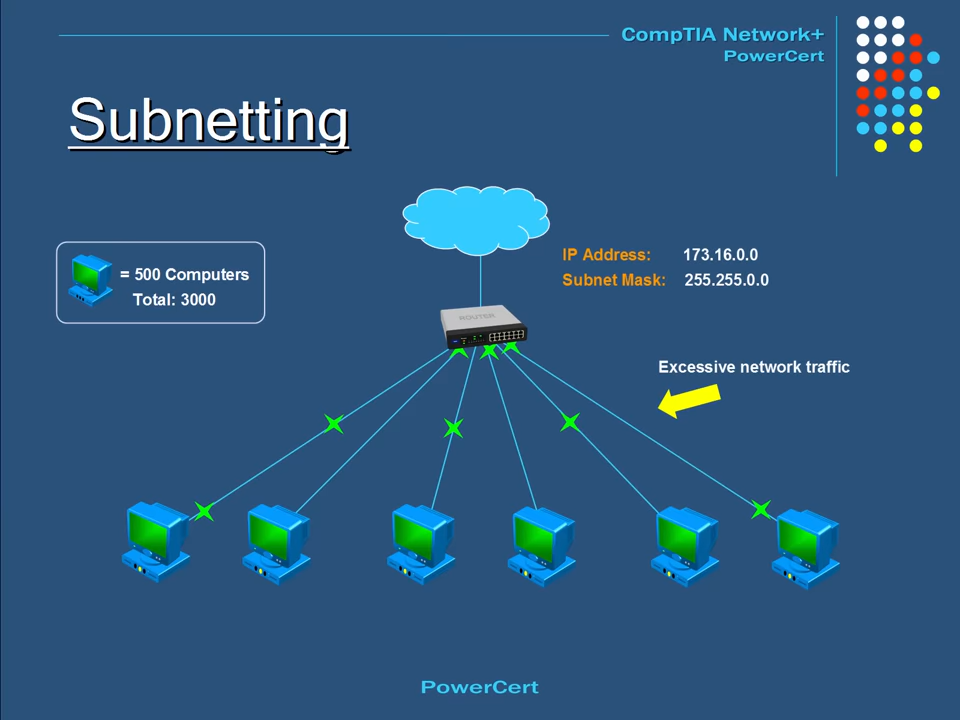 CompTIA Network+
PowerCert
Subnetting
= 500 Computers
Total: 3000
IP Address: 173.16.0.0
Subnet Mask: 255.255.0.0
ROUTER
Excessive network traffic
PowerCert